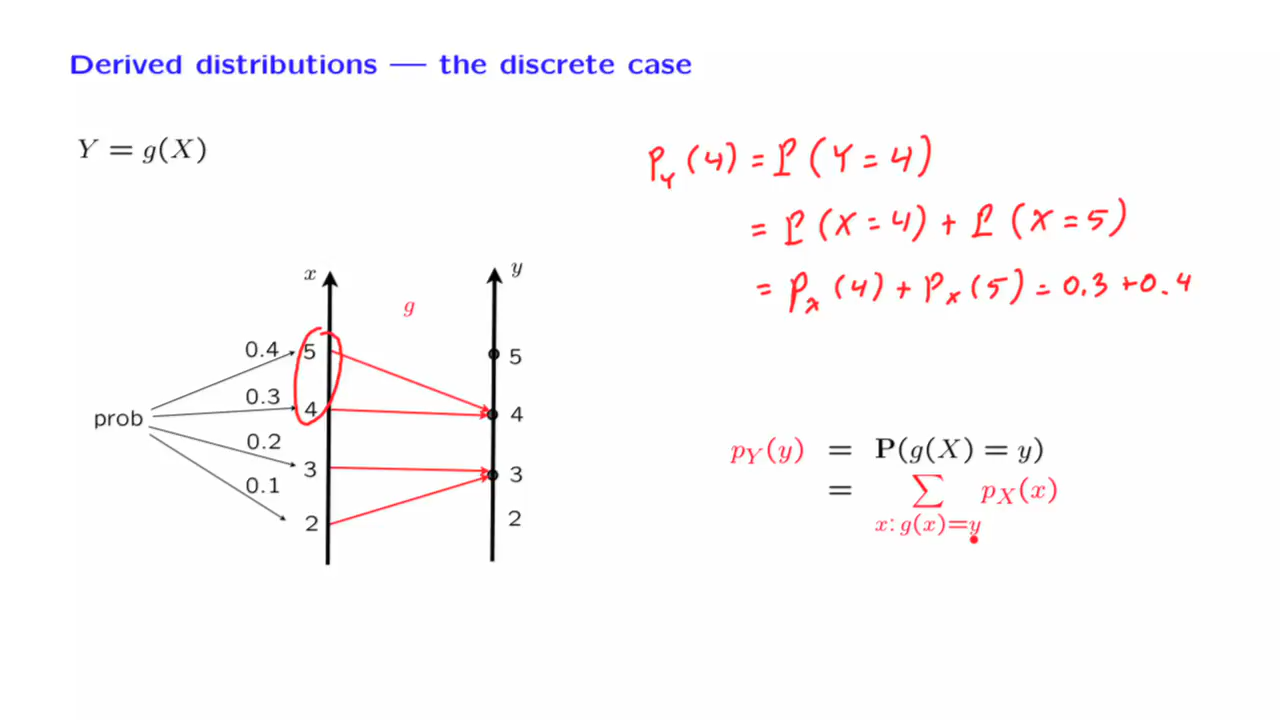 Derived distributions — the discrete case
Y = g(X)
p_Y(4) = P(Y = 4)
= P(X = 4) + P(X = 5)
= p_X(4) + p_X(5) = 0.3 + 0.4
x
g
y
0.4
5
5
0.3
4
4
prob
0.2
3
3
0.1
2
2
p_Y(y) = P(g(X) = y)
= ∑ p_X(x)
x: g(x)=y